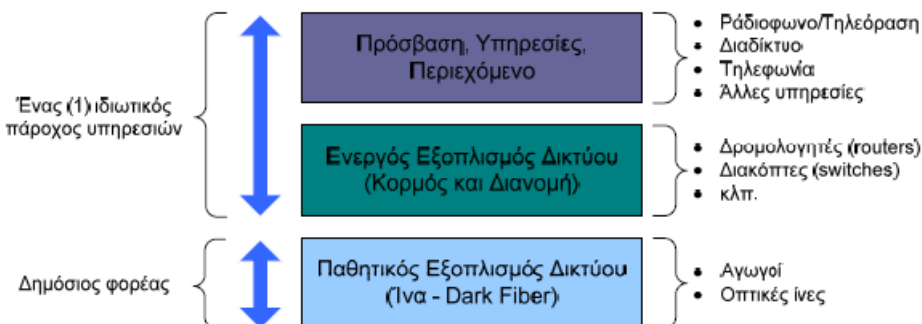 Πρόσβαση, Υπηρεσίες,
Περιεχόμενο
• Ράδιοφωνο/Τηλεόραση
• Διαδίκτυο
• Τηλεφωνία
• Άλλες υπηρεσίες
Ένας (1) ιδιωτικός
πάροχος υπηρεσιών
Ενεργός Εξοπλισμός Δικτύου
(Κορμός και Διανομή)
• Δρομολογητές (routers)
• Διακόπτες (switches)
• κλπ.
Δημόσιος φορέας
Παθητικός Εξοπλισμός Δικτύου
(Ίνα - Dark Fiber)
• Αγωγοί
• Οπτικές ίνες